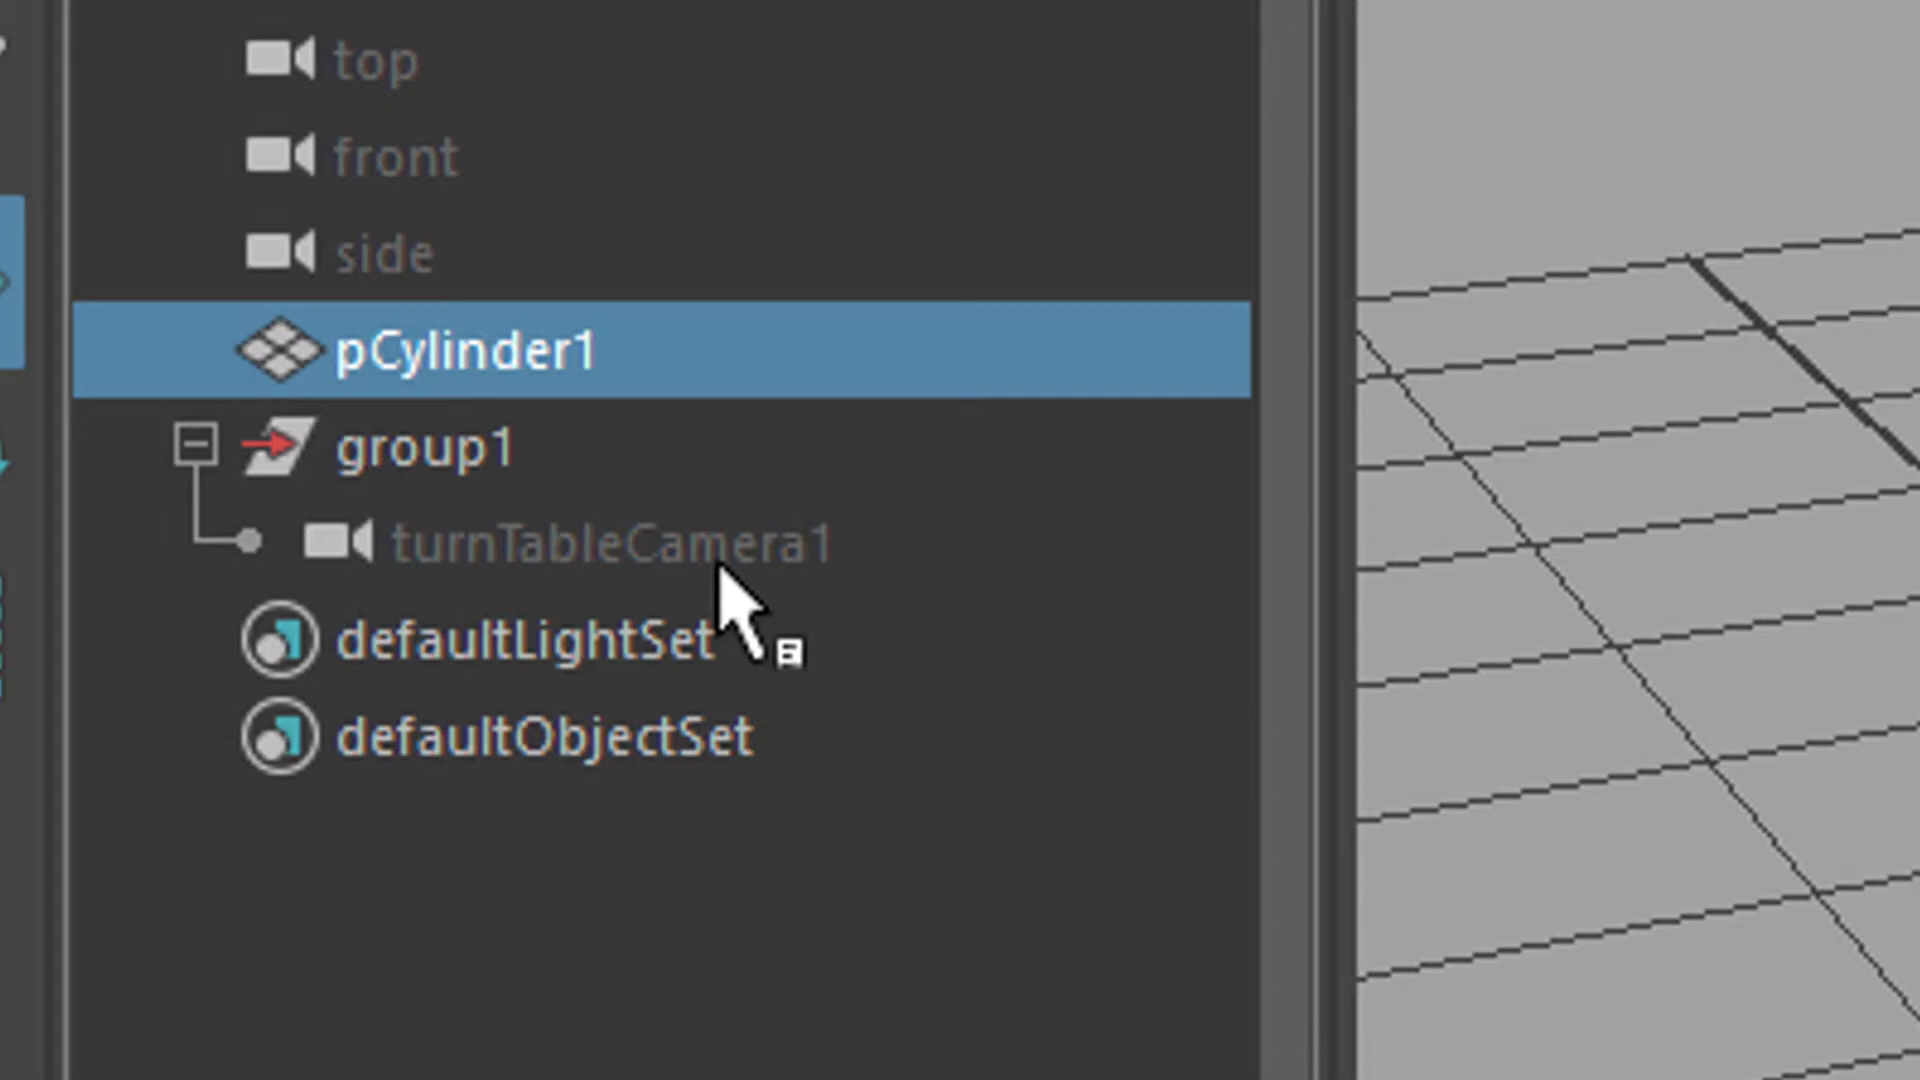 top
front
side
pCylinder1
group1
turnTableCamera1
defaultLightSet
defaultObjectSet